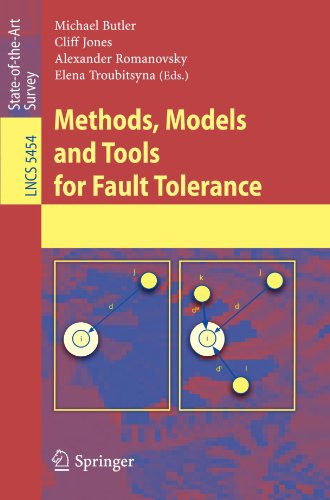 Michael Butler
Cliff Jones
Alexander Romanovsky
Elena Troubitsyna (Eds.)
State-of-the-Art
Survey
LNCS 5454
Methods, Models
and Tools
for Fault Tolerance
j
d
i
k
j
d"
d
i
d'
l
Springer